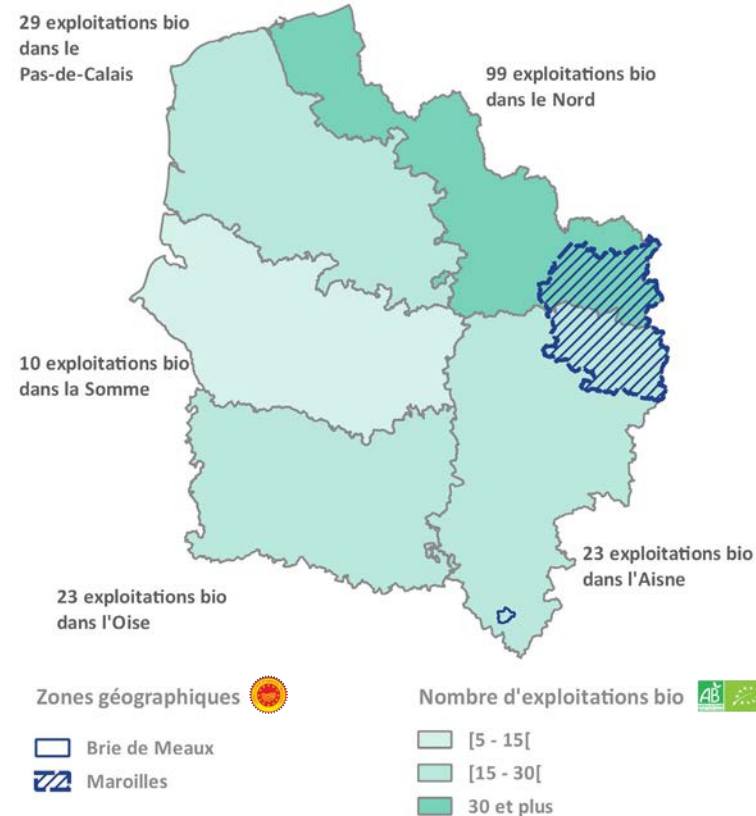 29 exploitations bio
dans le
Pas-de-Calais
99 exploitations bio
dans le Nord
10 exploitations bio
dans la Somme
23 exploitations bio
dans l'Aisne
23 exploitations bio
dans l'Oise
Zones géographiques
Brie de Meaux
Maroilles
Nombre d'exploitations bio
AB
[5 - 15[
[15 - 30[
30 et plus